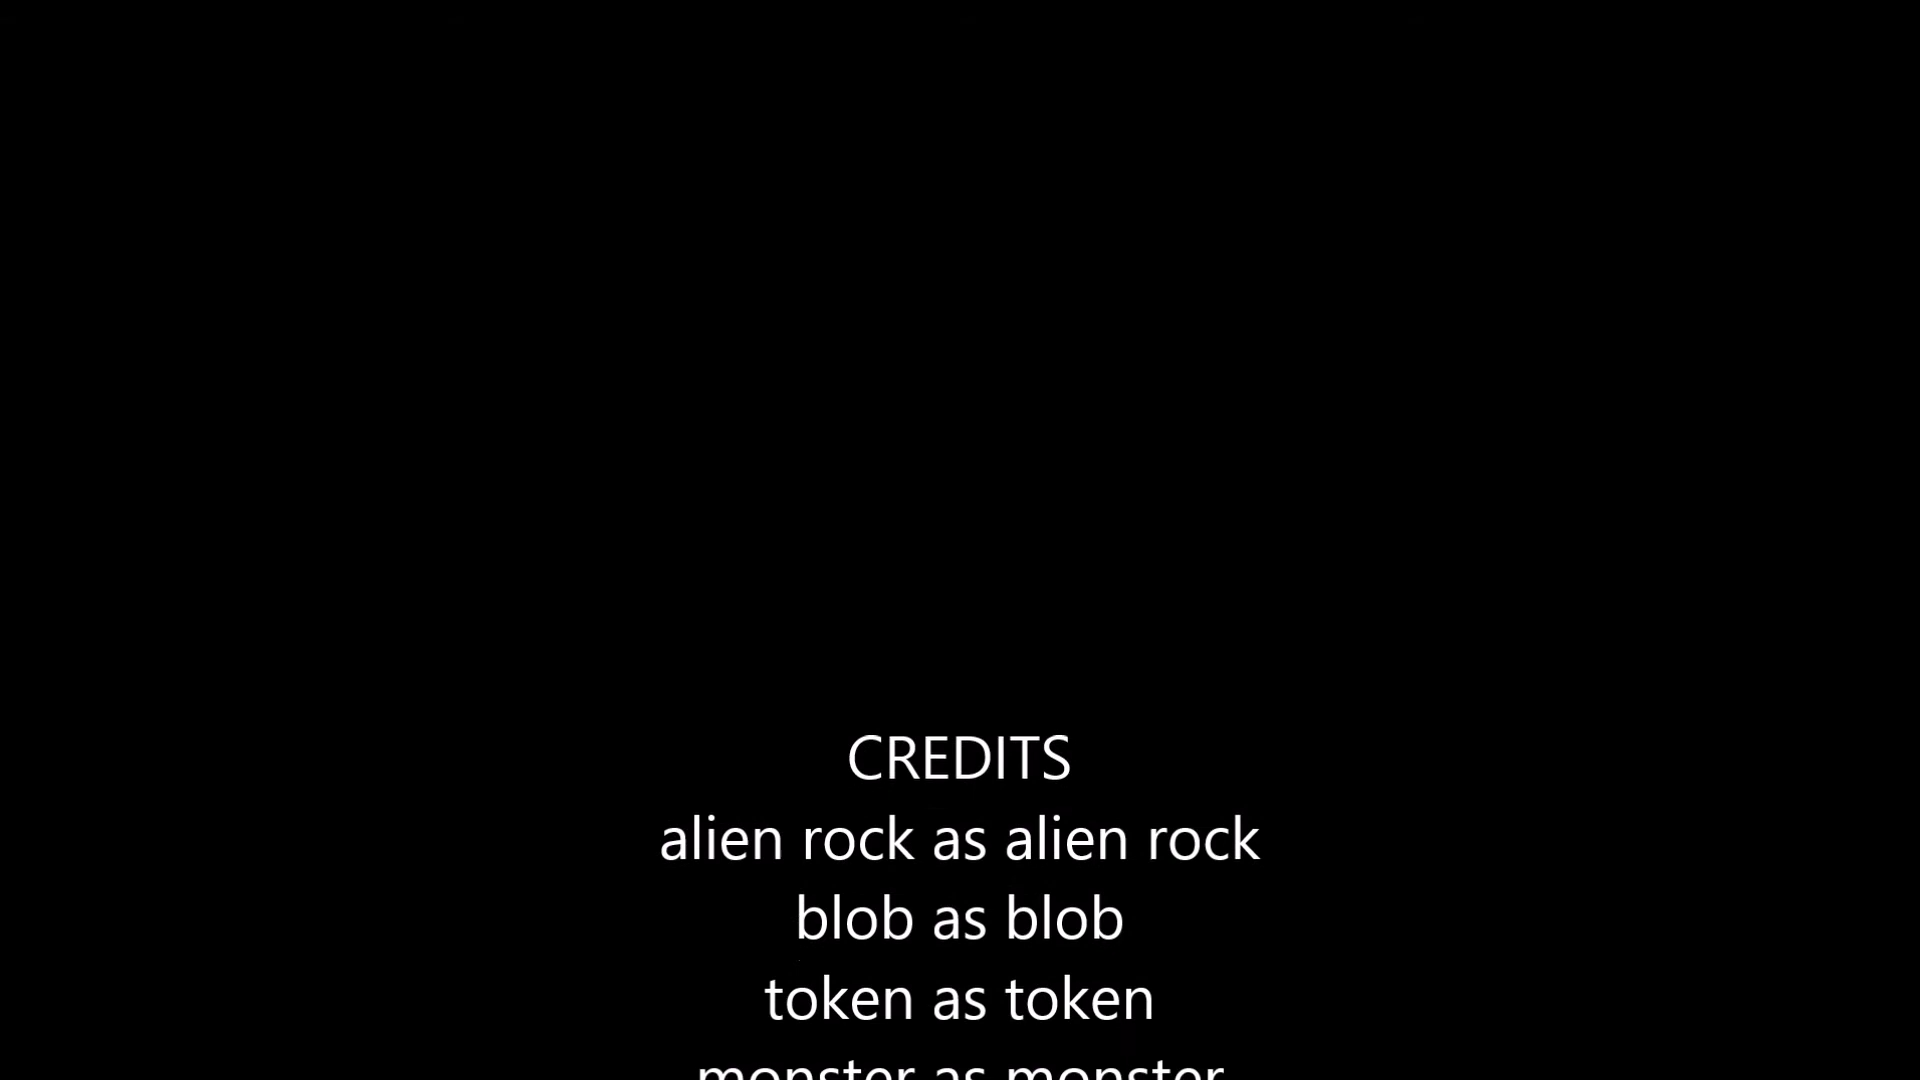 CREDITS
alien rock as alien rock
blob as blob
token as token
monster as monster